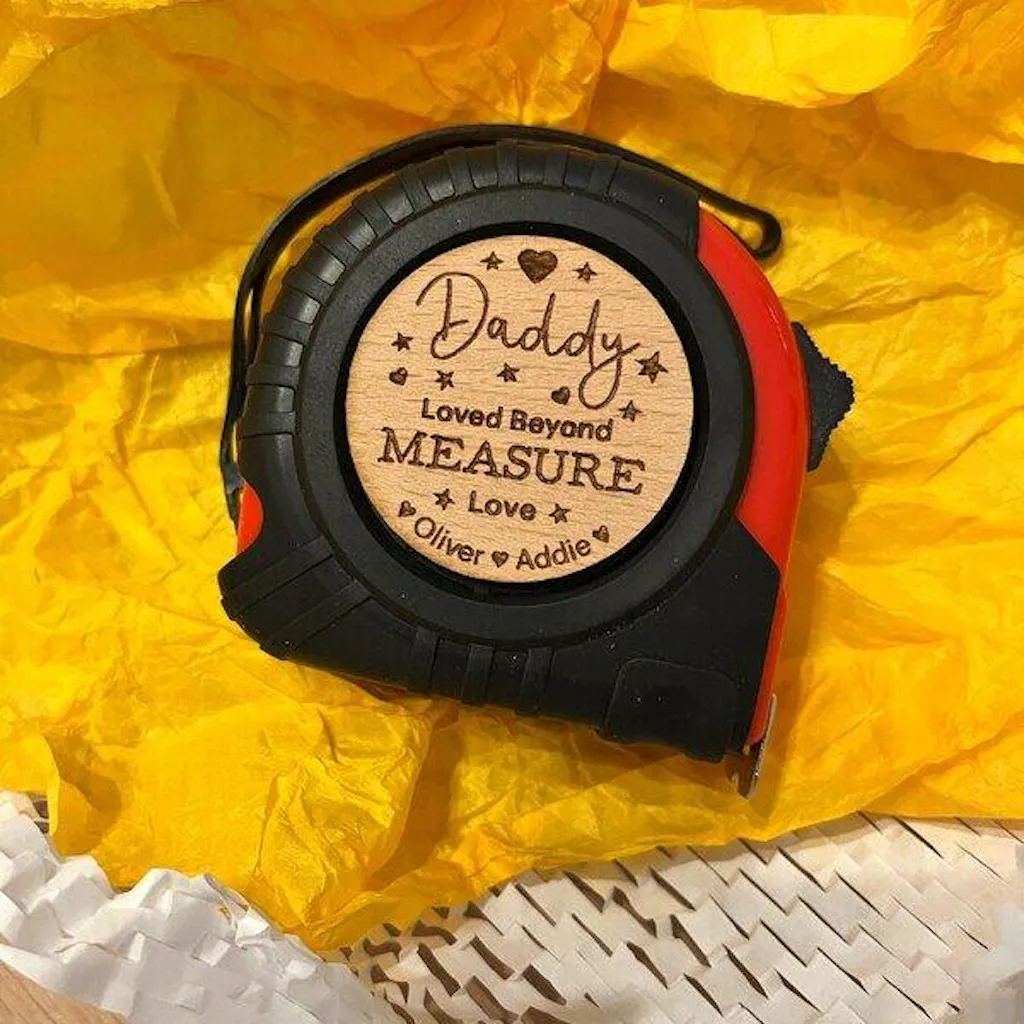 Daddy
Loved Beyond
MEASURE
Love
Oliver Addie